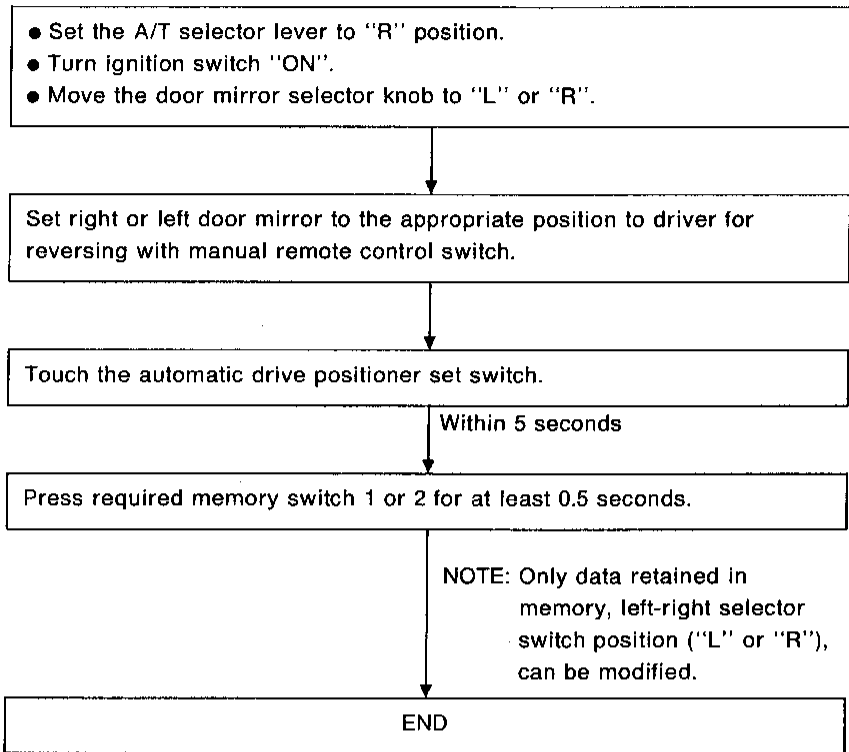 ● Set the A/T selector lever to “R” position.
● Turn ignition switch "ON".
● Move the door mirror selector knob to “L” or “R”.
Set right or left door mirror to the appropriate position to driver for
reversing with manual remote control switch.
Touch the automatic drive positioner set switch.
Within 5 seconds
Press required memory switch 1 or 2 for at least 0.5 seconds.
NOTE: Only data retained in
memory, left-right selector
switch position (“L” or “R”),
can be modified.
END